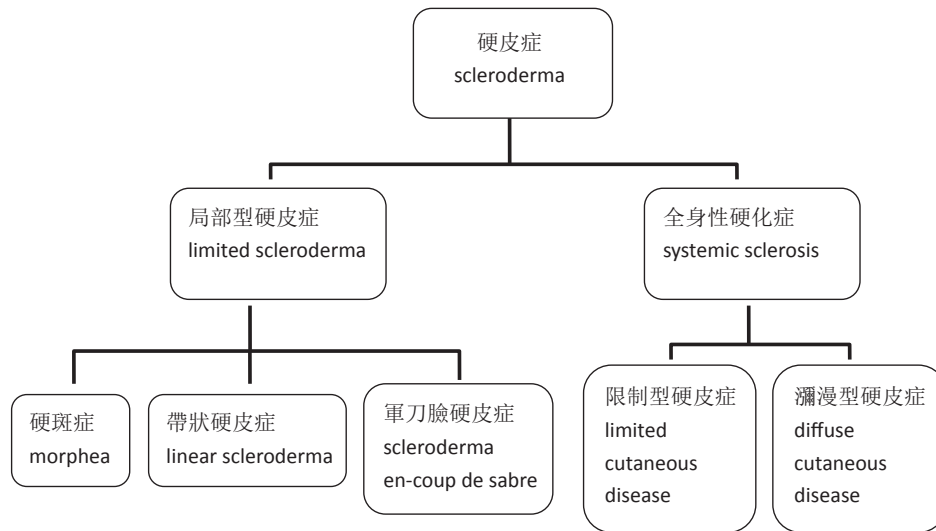 硬皮症
scleroderma
局部型硬皮症
limited scleroderma
全身性硬化症
systemic sclerosis
硬斑症
morphea
帶狀硬皮症
linear scleroderma
軍刀臉硬皮症
scleroderma
en-coup de sabre
限制型硬皮症
limited
cutaneous
disease
瀰漫型硬皮症
diffuse
cutaneous
disease